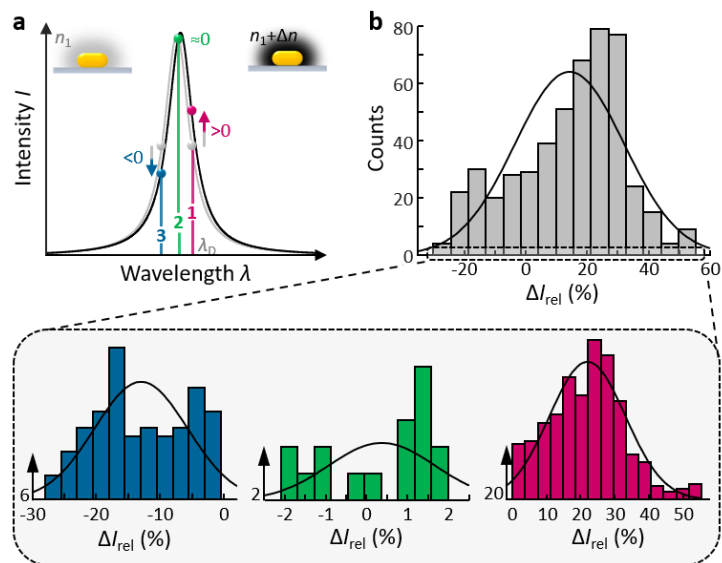 a
n₁
≈0
n₁+Δn
>0
<0
Intensity I
3
2
1
λD
Wavelength λ
b
80
60
40
20
0
Counts
-20
0
20
40
60
ΔIrel (%)
6
-30
-20
-10
0
ΔIrel (%)
2
-2
-1
0
1
2
ΔIrel (%)
20
0
10
20
30
40
50
ΔIrel (%)